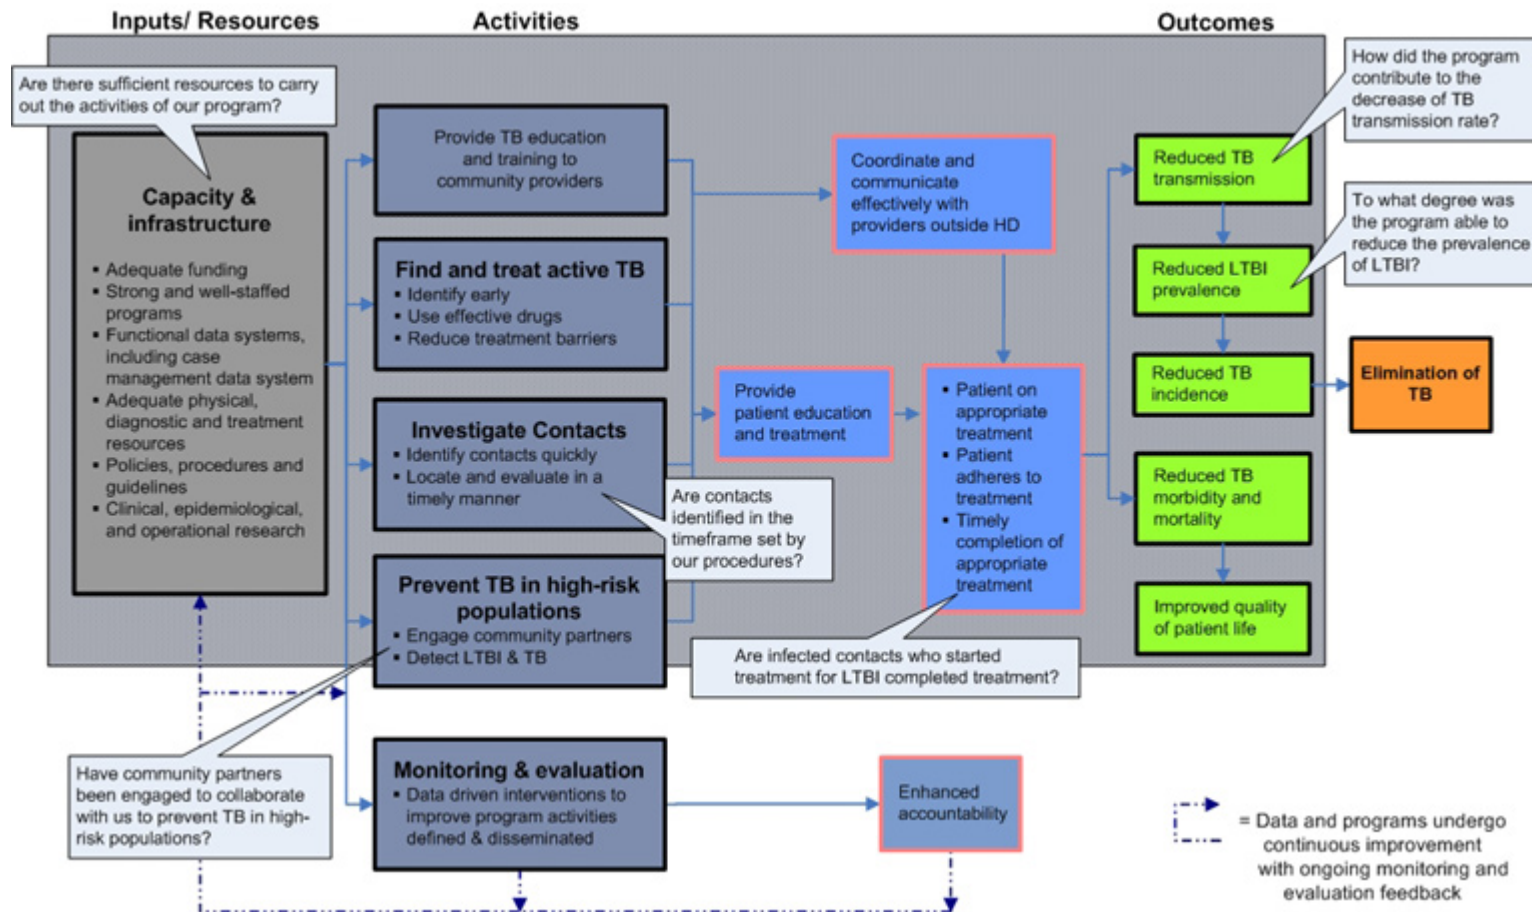 Inputs/ Resources
Activities
Outcomes
Are there sufficient resources to carry
out the activities of our program?
Capacity &
infrastructure
▪ Adequate funding
▪ Strong and well-staffed
programs
▪ Functional data systems,
including case
management data system
▪ Adequate physical,
diagnostic and treatment
resources
▪ Policies, procedures and
guidelines
▪ Clinical, epidemiological,
and operational research
Provide TB education
and training to
community providers
Find and treat active TB
▪ Identify early
▪ Use effective drugs
▪ Reduce treatment barriers
Investigate Contacts
▪ Identify contacts quickly
▪ Locate and evaluate in a
timely manner
Are contacts
identified in the
timeframe set by
our procedures?
Prevent TB in high-risk
populations
▪ Engage community partners
▪ Detect LTBI & TB
Have community partners
been engaged to collaborate
with us to prevent TB in high-
risk populations?
Monitoring & evaluation
▪ Data driven interventions to
improve program activities
defined & disseminated
Coordinate and
communicate
effectively with
providers outside HD
Provide
patient education
and treatment
▪ Patient on
appropriate
treatment
▪ Patient
adheres to
treatment
▪ Timely
completion of
appropriate
treatment
Are infected contacts who started
treatment for LTBI completed treatment?
Enhanced
accountability
Reduced TB
transmission
How did the program
contribute to the
decrease of TB
transmission rate?
Reduced LTBI
prevalence
To what degree was
the program able to
reduce the prevalence
of LTBI?
Reduced TB
incidence
Elimination of
TB
Reduced TB
morbidity and
mortality
Improved quality
of patient life
= Data and programs undergo
continuous improvement
with ongoing monitoring and
evaluation feedback